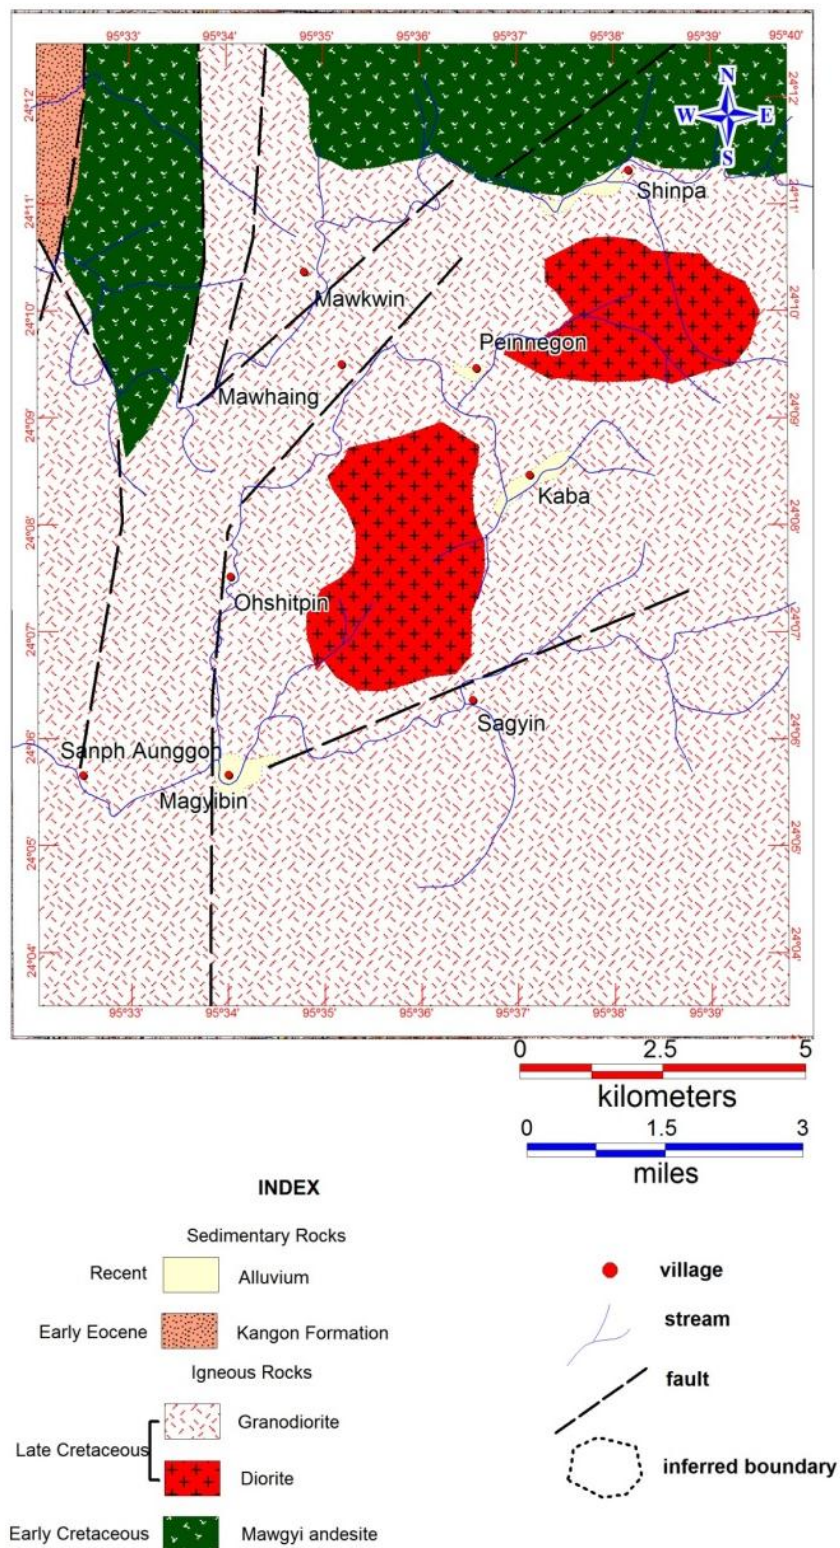 95°33' 95°34' 95°35' 95°36' 95°37' 95°38' 95°39' 95°40'
24°12' 24°12'
N
W E
S
Shinpa
24°11' 24°11'
Mawkwin
24°10' 24°10'
Peinnegon
Mawhaing
24°09' 24°09'
Kaba
24°08' 24°08'
Ohshitpin
24°07' 24°07'
Sagyin
24°06' 24°06'
Sanph Aunggon
Magyibin
24°05' 24°05'
24°04' 24°04'
95°33' 95°34' 95°35' 95°36' 95°37' 95°38' 95°39'
0 2.5 5
kilometers
0 1.5 3
miles
INDEX
Sedimentary Rocks
Recent Alluvium
Early Eocene Kangon Formation
Igneous Rocks
Granodiorite
Late Cretaceous
Diorite
Early Cretaceous Mawgyi andesite
village
stream
fault
inferred boundary